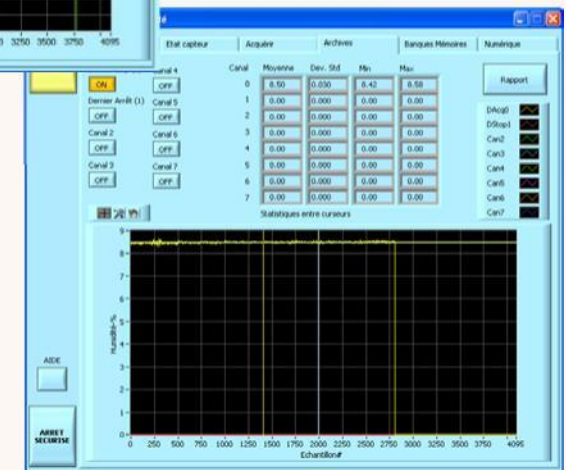 3250 3500 3750 4095
Etat capteur Acquérir Archives Banques Mémoires Numérique
Canal 4 Canal Moyenne Dev. Std Min Max
ON OFF 0 8.50 0.030 8.42 8.58 Rapport
Dernier Arrêt (1) Canal 5 1 0.00 0.000 0.00 0.00
OFF OFF 2 0.00 0.000 0.00 0.00 DAcq0
DStop1
Canal 2 Canal 6 3 0.00 0.000 0.00 0.00 Can2
OFF OFF 4 0.00 0.000 0.00 0.00 Can3
Can4
Canal 3 Canal 7 5 0.00 0.000 0.00 0.00 Can5
OFF OFF 6 0.00 0.000 0.00 0.00 Can6
7 0.00 0.000 0.00 0.00 Can7
Statistiques entre curseurs
9
8
7
6
5
4
3
2
1
0
Humidité-%
0 250 500 750 1000 1250 1500 1750 2000 2250 2500 2750 3000 3250 3500 3750 4095
Echantillon#
AIDE
ARRET
SECURISE